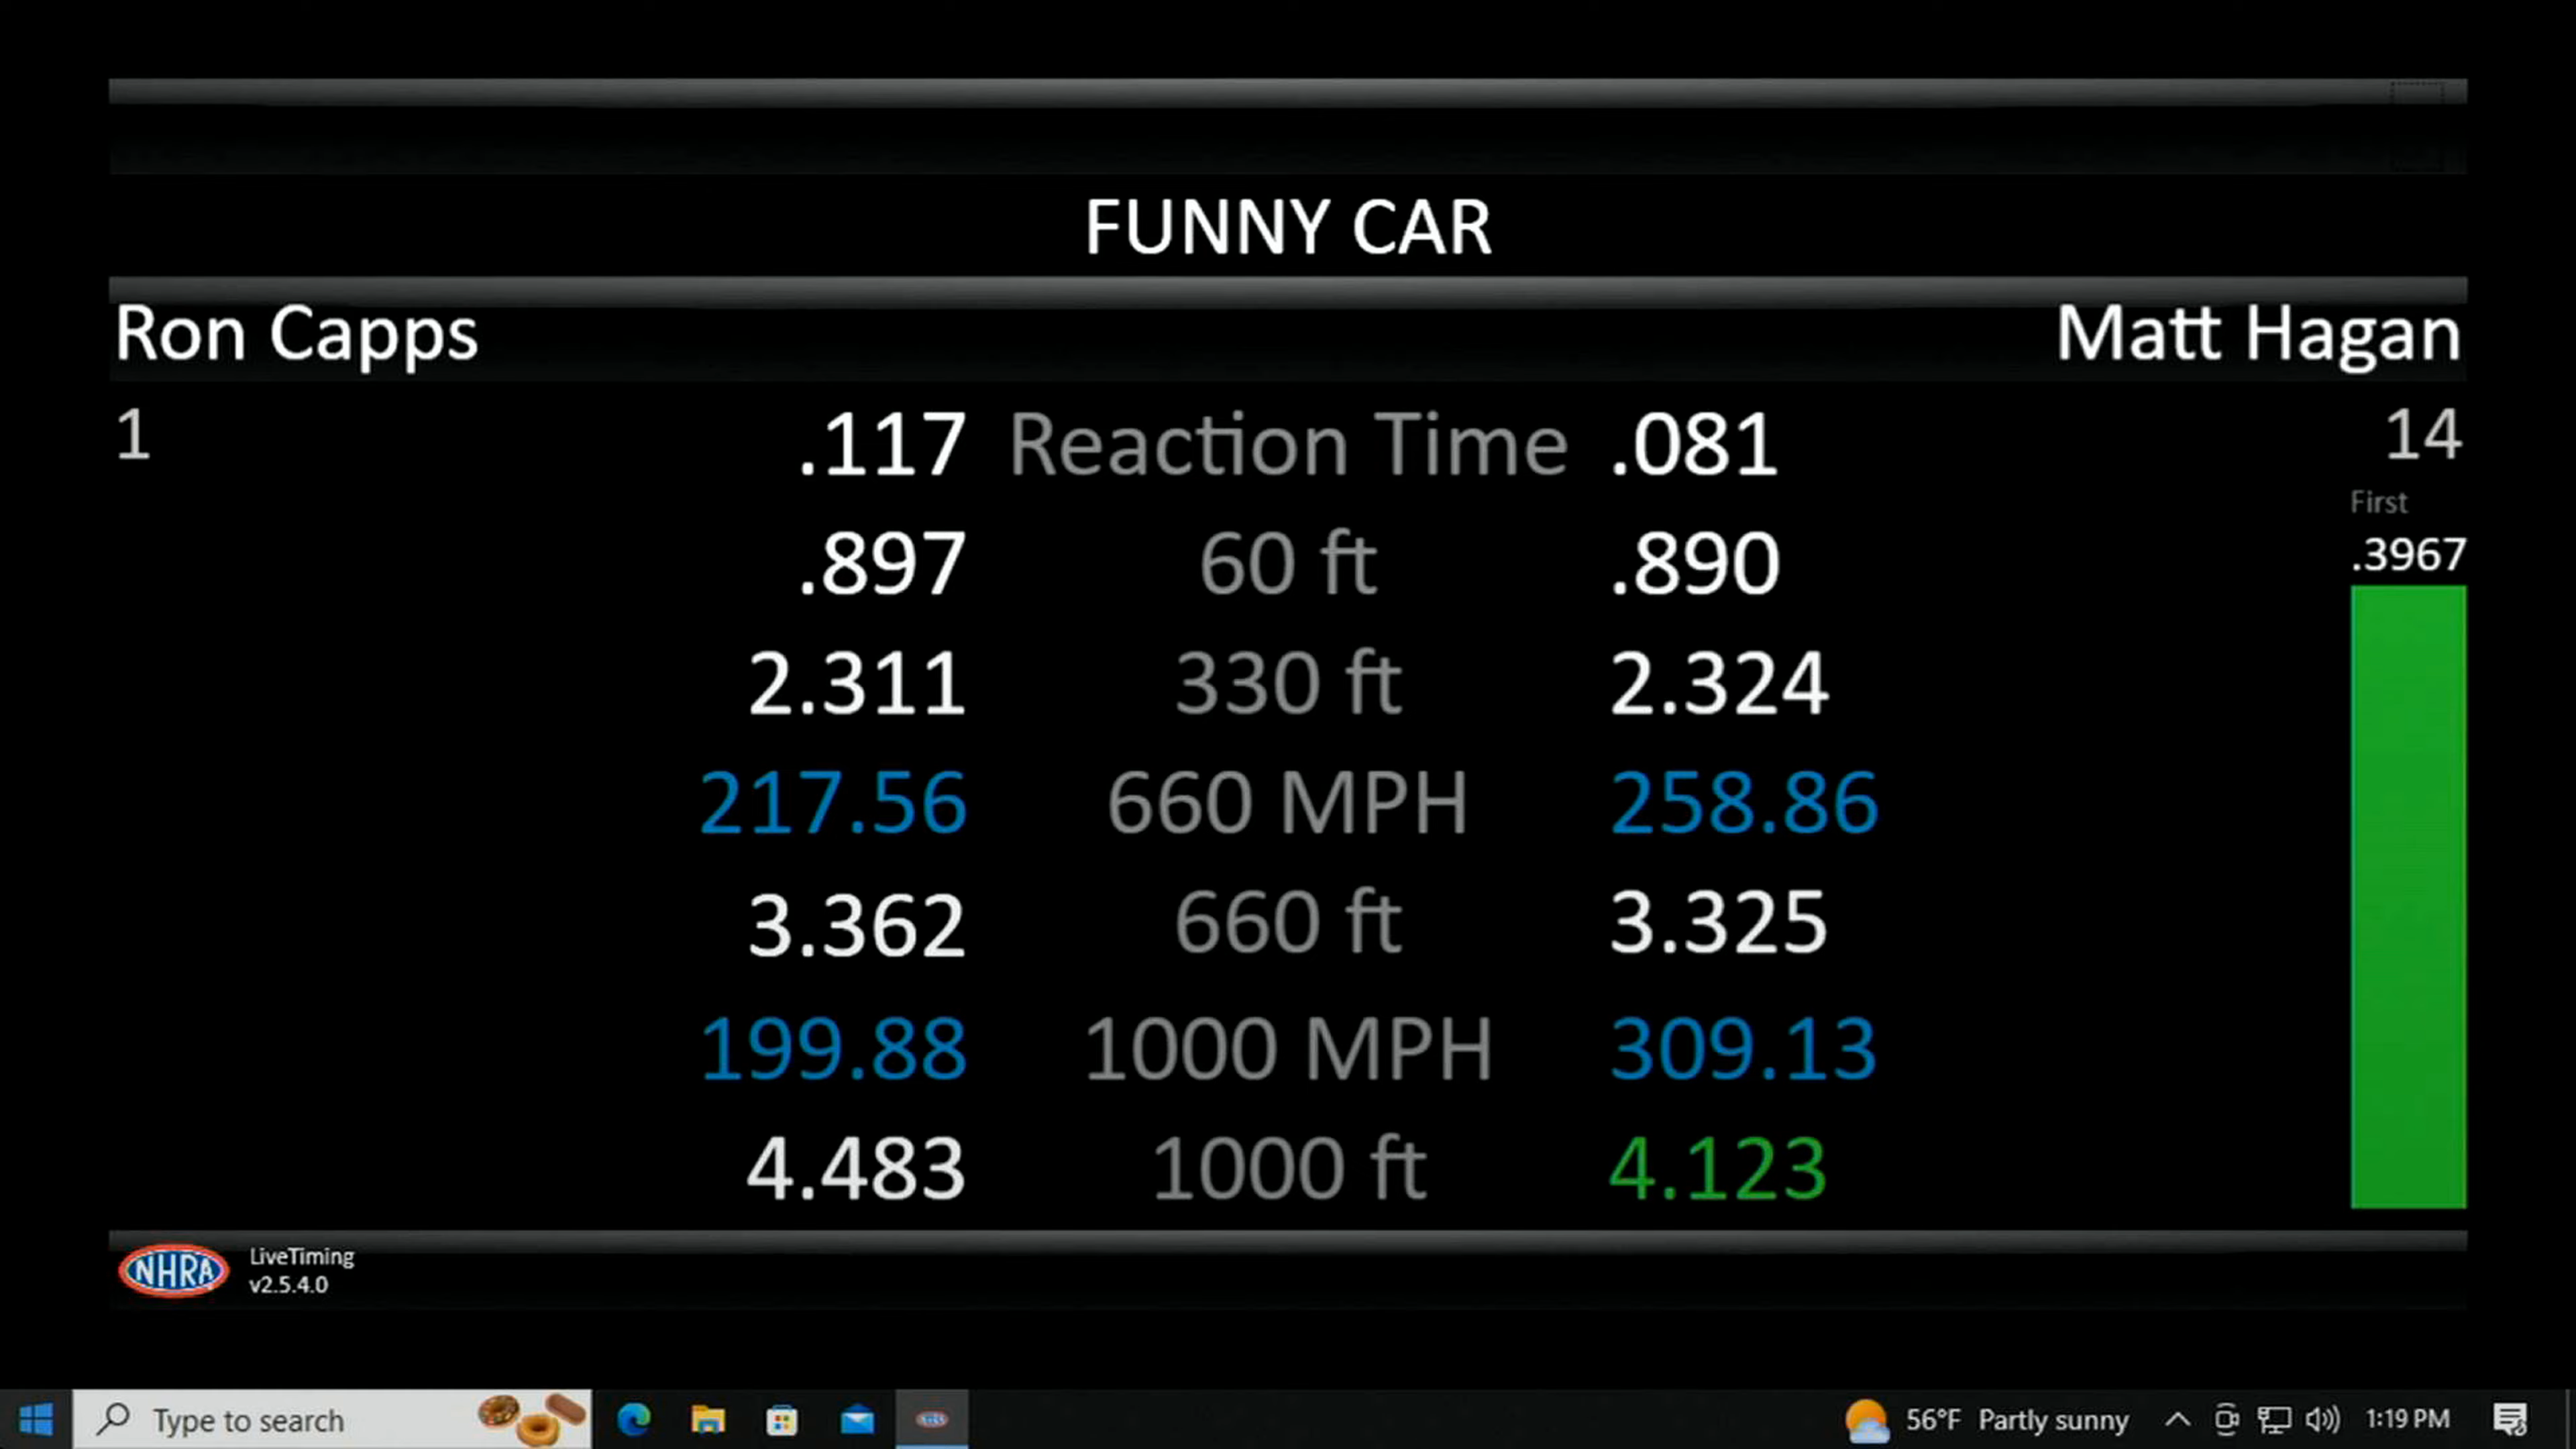 FUNNY CAR
Ron Capps Matt Hagan
1 .117 Reaction Time .081 14
First
.897 60 ft .890 .3967
2.311 330 ft 2.324
217.56 660 MPH 258.86
3.362 660 ft 3.325
199.88 1000 MPH 309.13
4.483 1000 ft 4.123
NHRA LiveTiming
v2.5.4.0
Type to search 56°F Partly sunny 1:19 PM